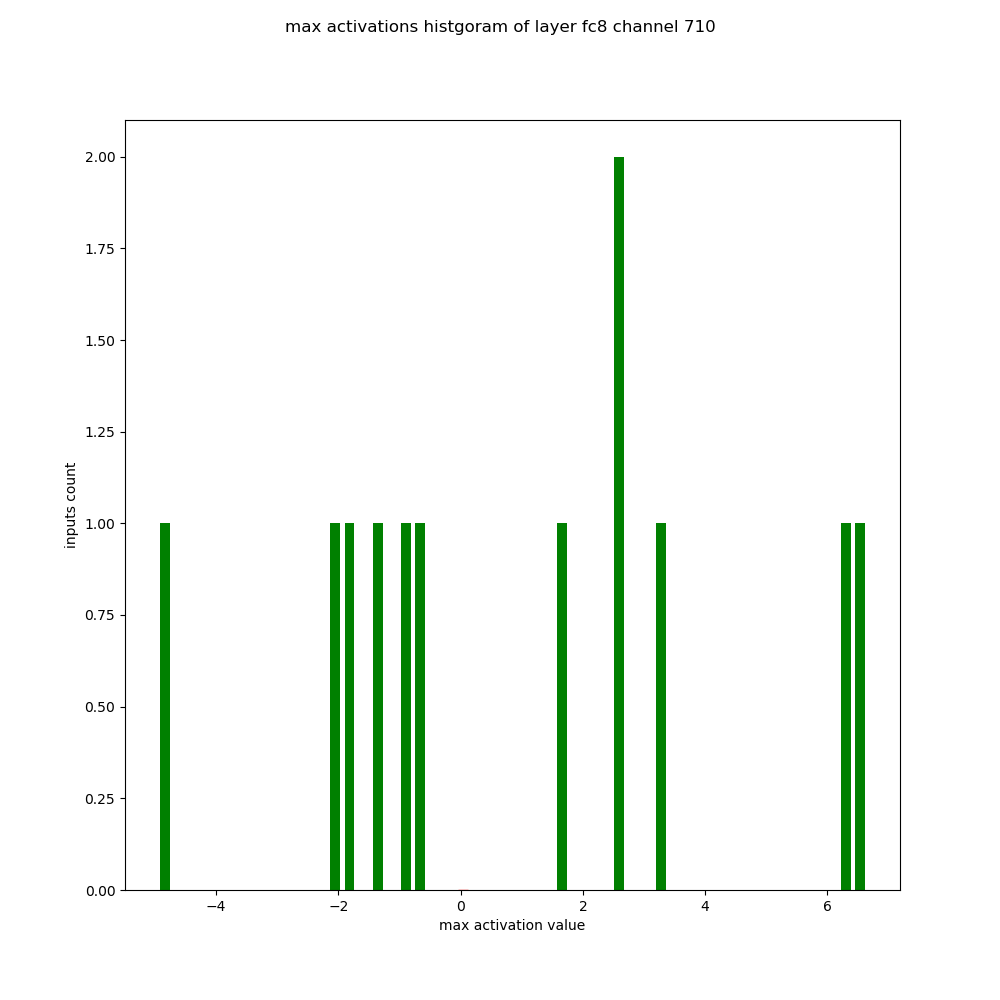 max activations histgoram of layer fc8 channel 710
2.00
1.75
1.50
1.25
1.00
0.75
0.50
0.25
0.00
inputs count
−4 −2 0 2 4 6
max activation value